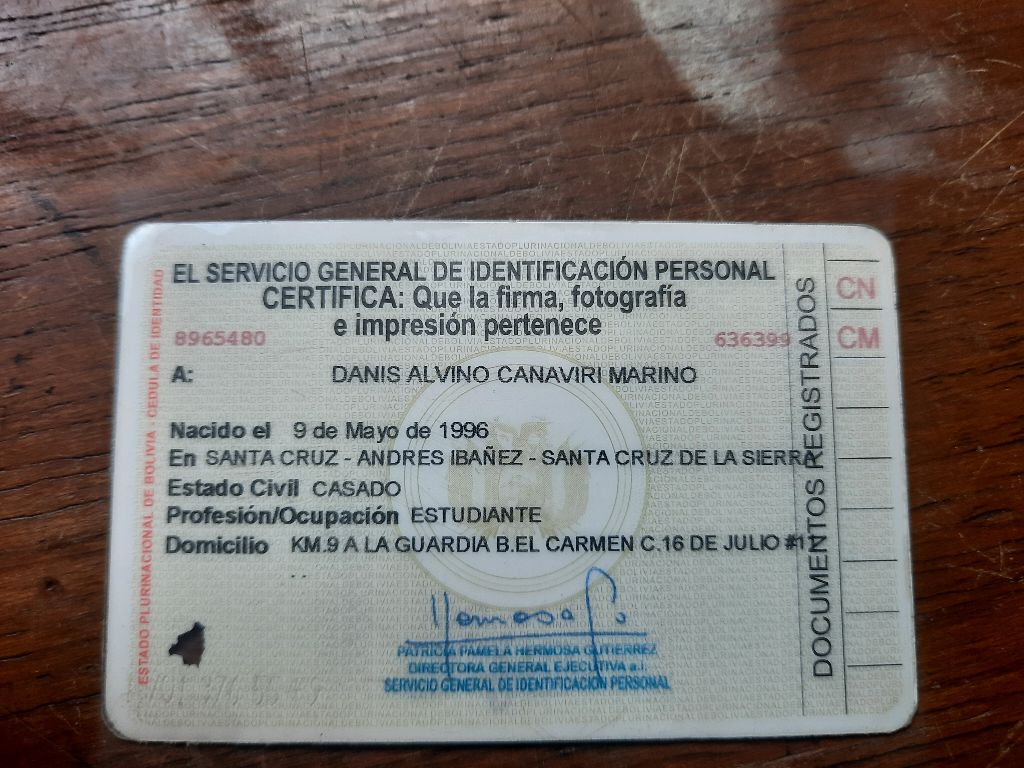 EL SERVICIO GENERAL DE IDENTIFICACIÓN PERSONAL
CERTIFICA: Que la firma, fotografía
e impresión pertenece
8965480
636399
A: DANIS ALVINO CANAVIRI MARINO
Nacido el 9 de Mayo de 1996
En SANTA CRUZ - ANDRES IBAÑEZ - SANTA CRUZ DE LA SIERRA
Estado Civil CASADO
Profesión/Ocupación ESTUDIANTE
Domicilio KM.9 A LA GUARDIA B.EL CARMEN C.16 DE JULIO
PATRICIA PAMELA HERMOSA GUTIERREZ
DIRECTORA GENERAL EJECUTIVA a.i.
SERVICIO GENERAL DE IDENTIFICACION PERSONAL
ESTADO PLURINACIONAL DE BOLIVIA - CEDULA DE IDENTIDAD
DOCUMENTOS REGISTRADOS
CN
CM